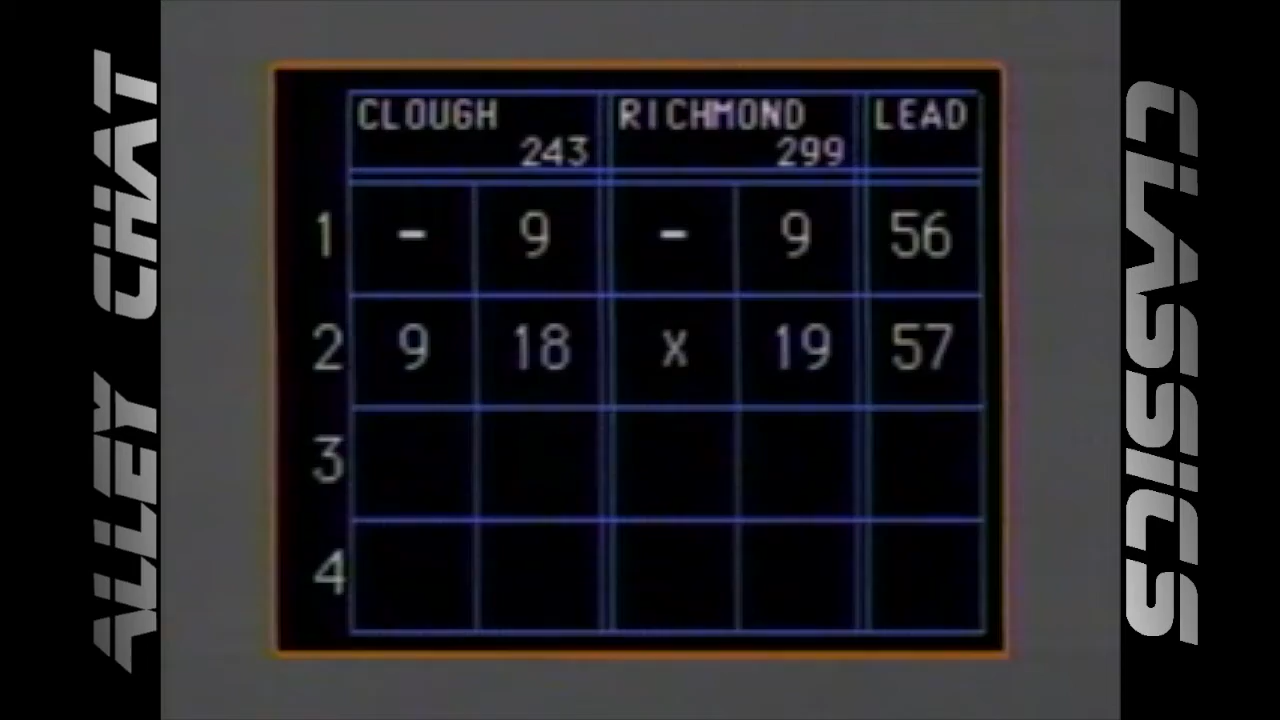 ALLEY CHAT
CLOUGH RICHMOND LEAD
243 299
1 - 9 - 9 56
2 9 18 X 19 57
3
4
CLASSICS